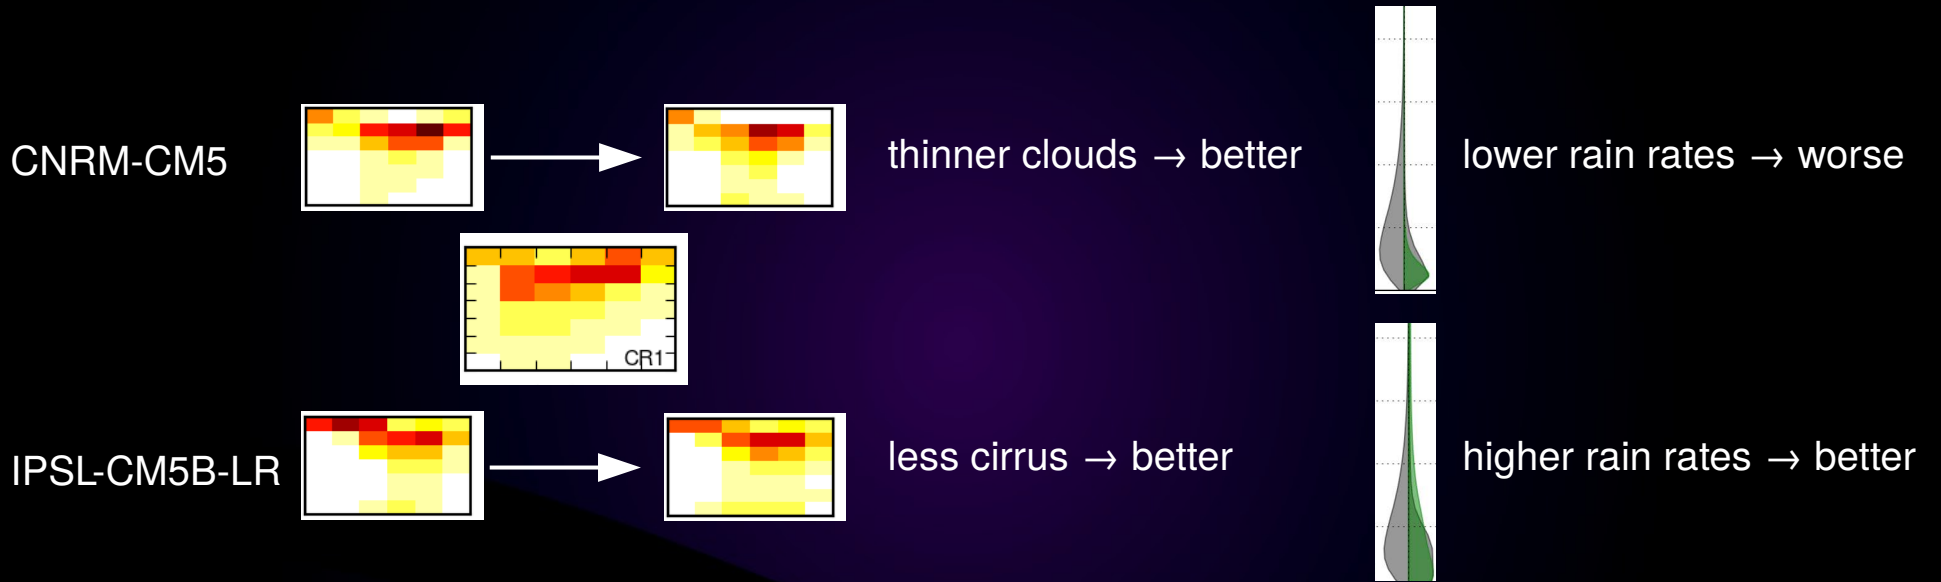 CNRM-CM5
thinner clouds → better
lower rain rates → worse
CR1
IPSL-CM5B-LR
less cirrus → better
higher rain rates → better